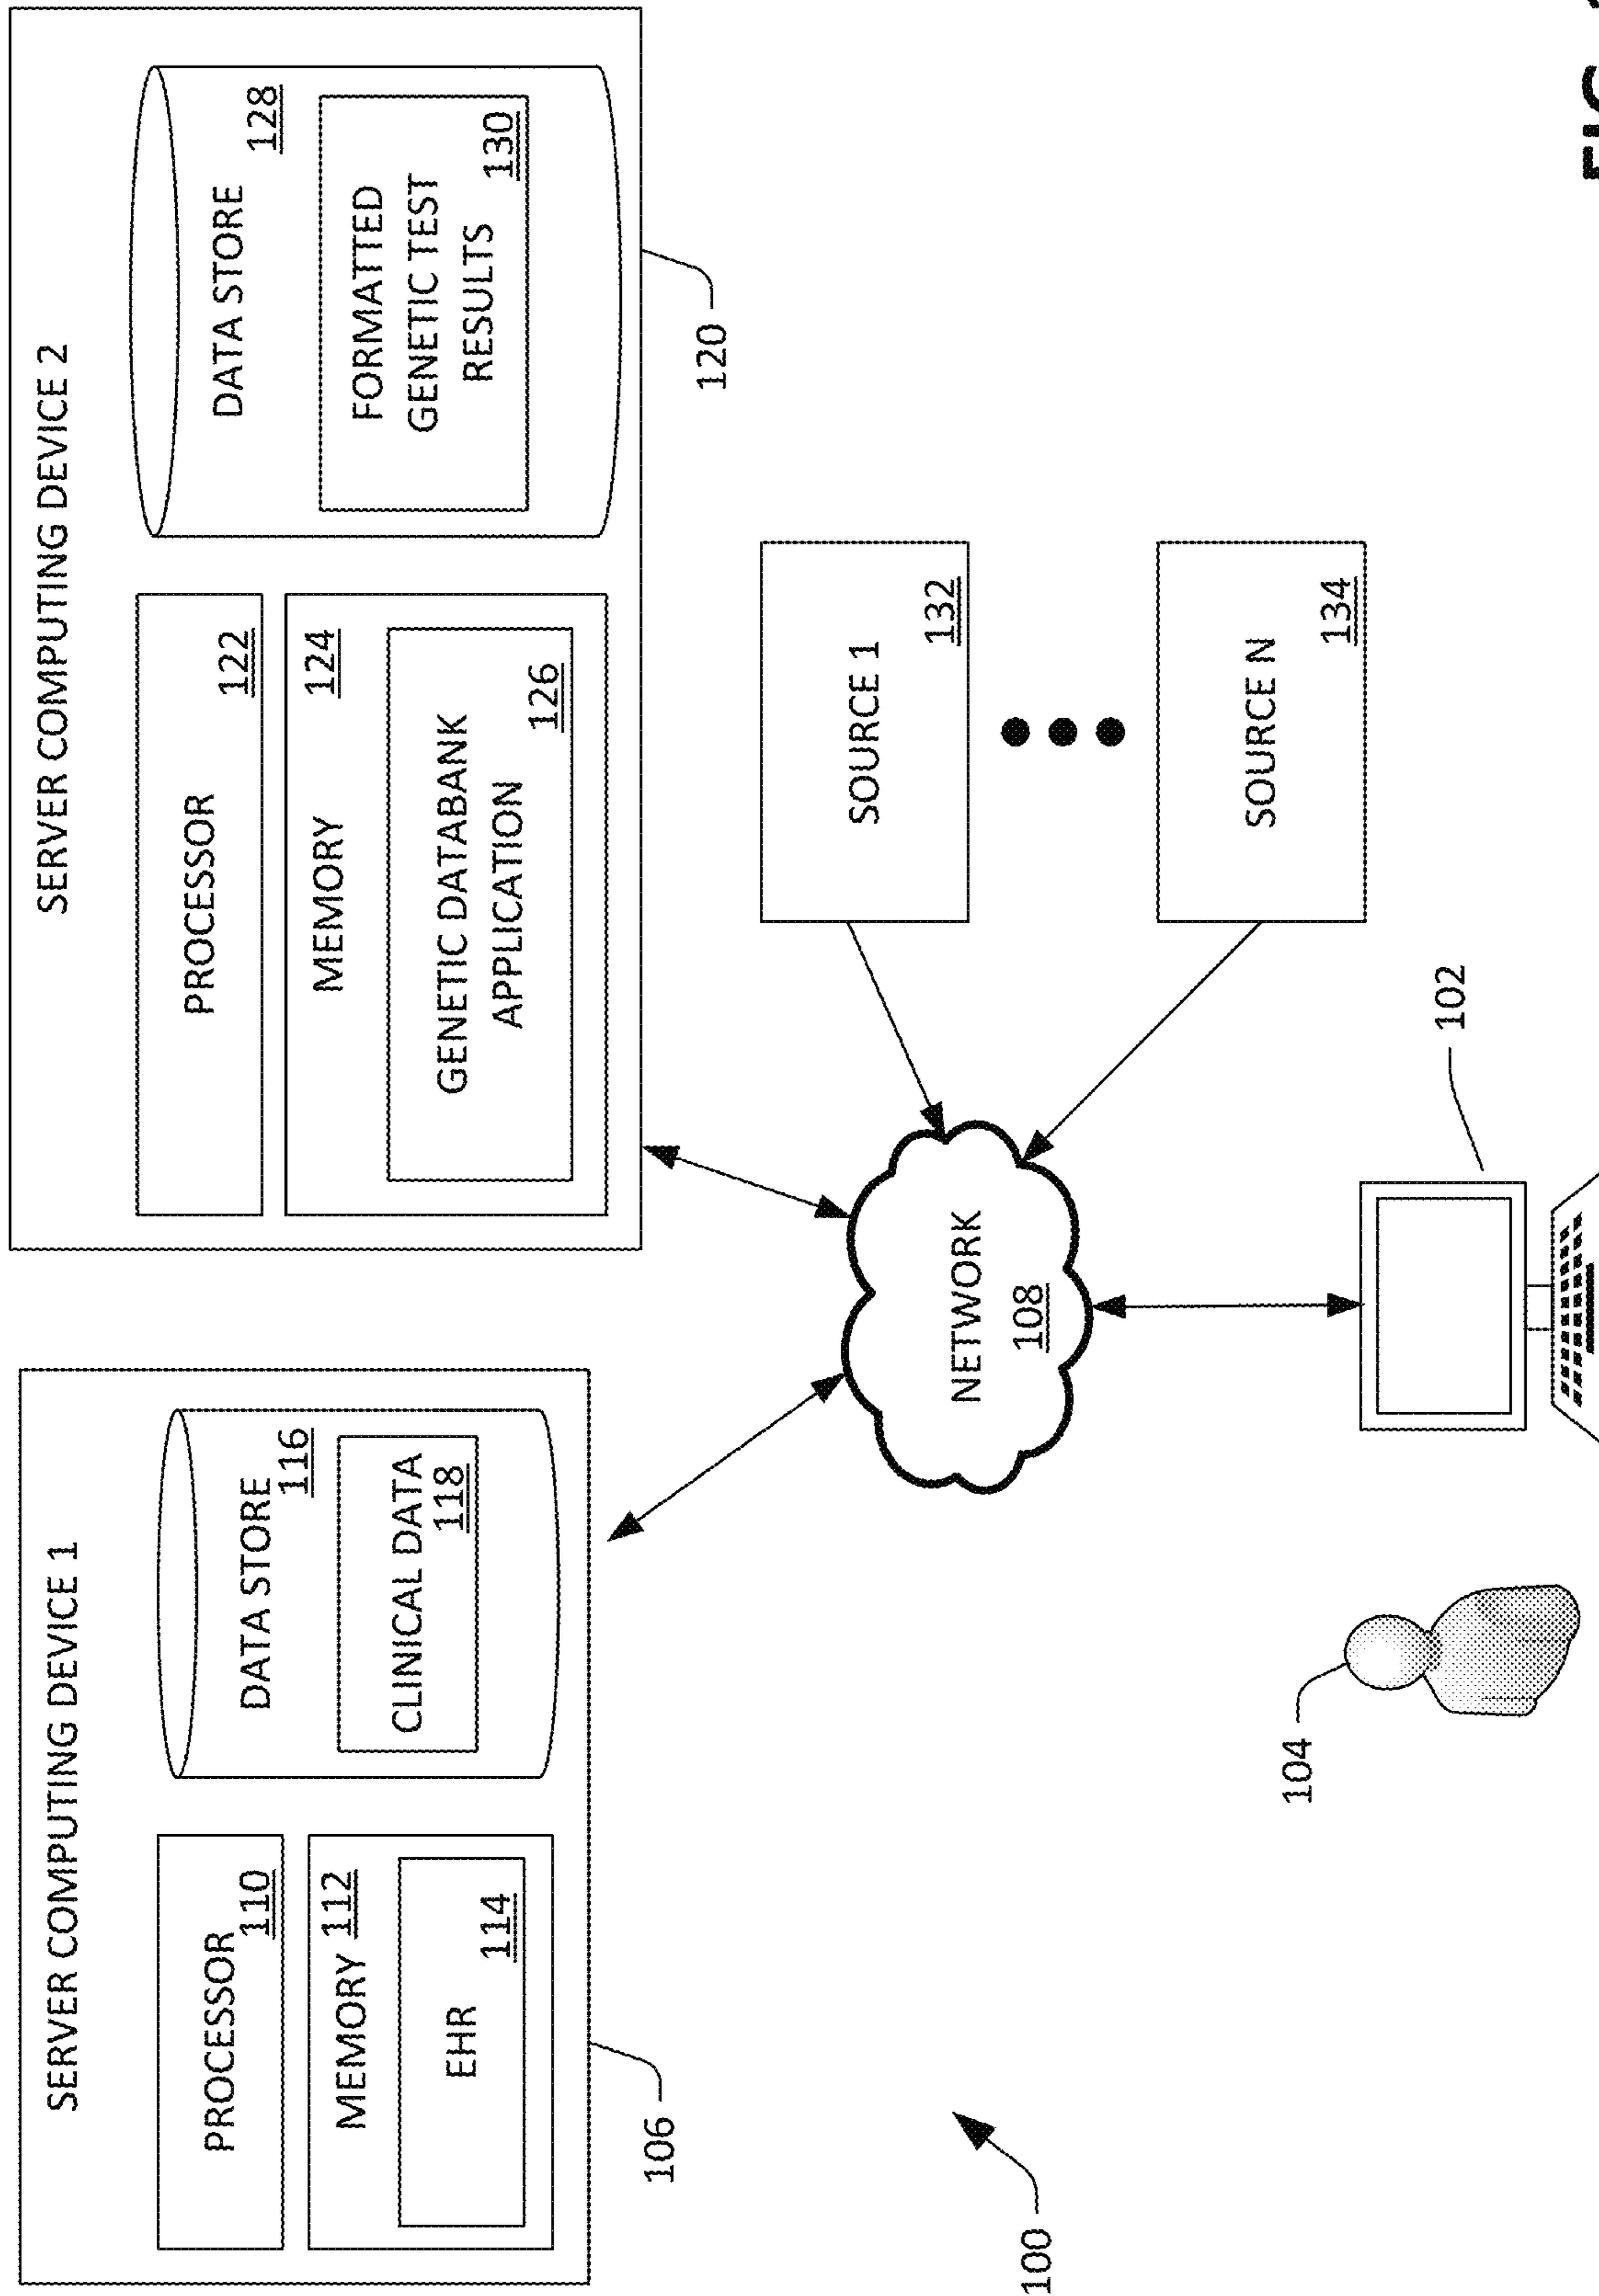 SERVER COMPUTING DEVICE 1
PROCESSOR
110
MEMORY 112
EHR
114
DATA STORE
116
CLINICAL DATA
118
106
SERVER COMPUTING DEVICE 2
PROCESSOR
122
MEMORY
124
GENETIC DATABANK
APPLICATION
126
DATA STORE
128
FORMATTED
GENETIC TEST
RESULTS
130
120
NETWORK
108
SOURCE 1
132
SOURCE N
134
100
104
102
FIG.